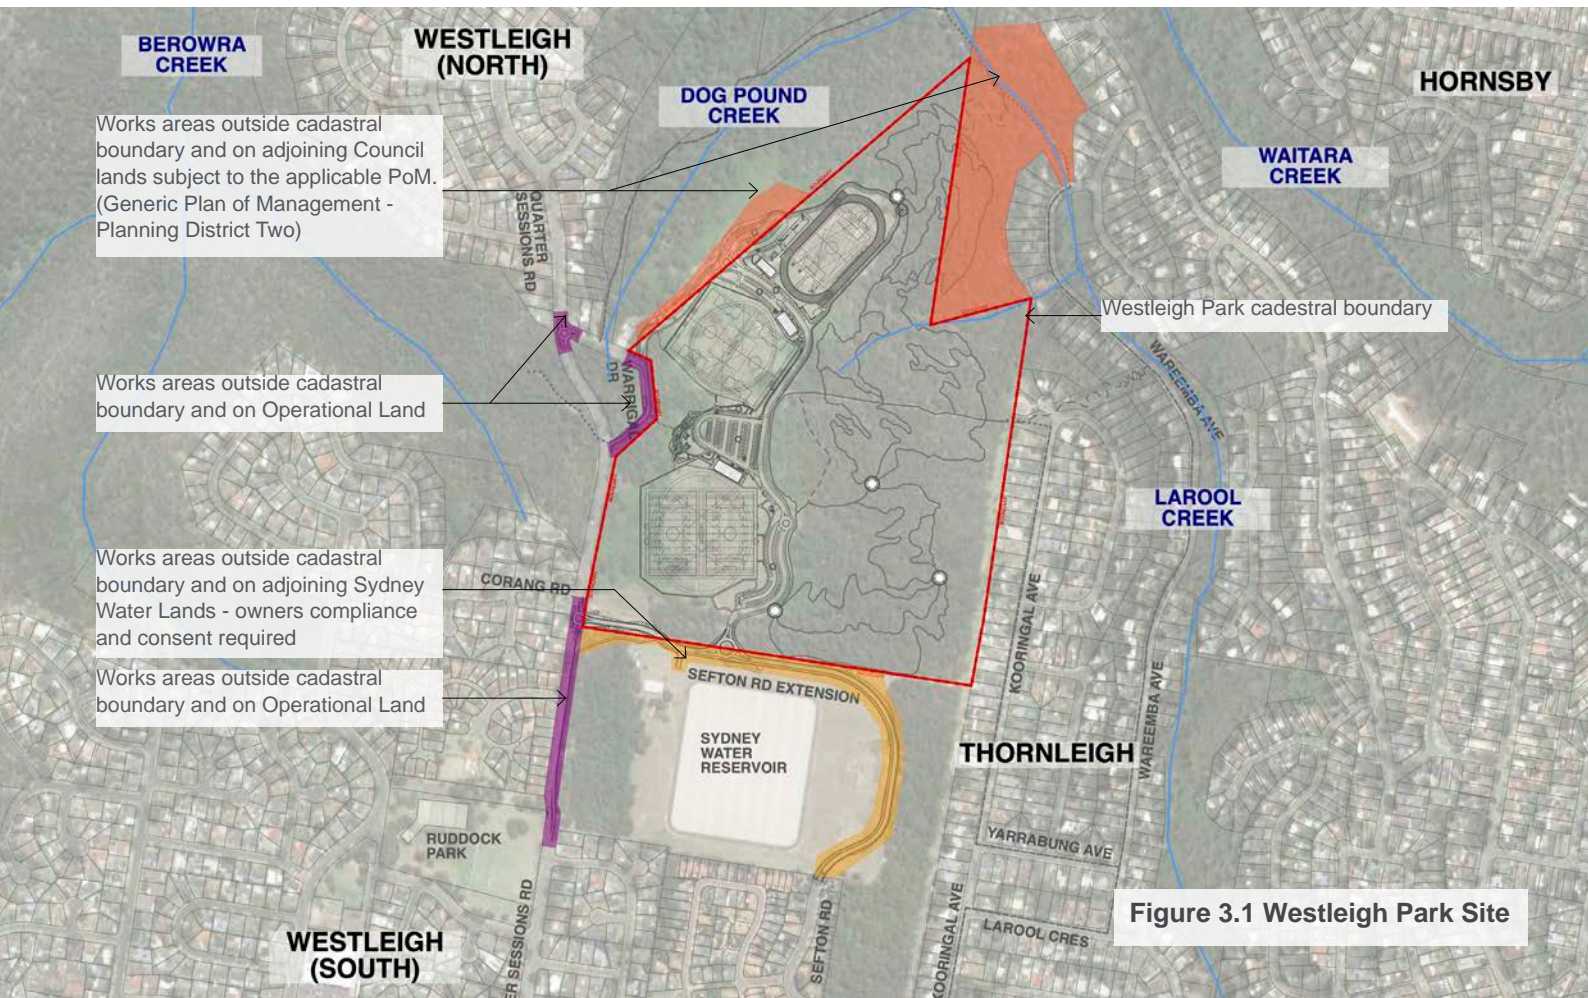 BEROWRA
CREEK
WESTLEIGH
(NORTH)
DOG POUND
CREEK
HORNSBY
WAITARA
CREEK
Works areas outside cadastral
boundary and on adjoining Council
lands subject to the applicable PoM.
(Generic Plan of Management -
Planning District Two)
QUARTER
SESSIONS RD
Westleigh Park cadestral boundary
WARRIGAL
DR
WAREEMBA AVE
Works areas outside cadastral
boundary and on Operational Land
LAROOL
CREEK
Works areas outside cadastral
boundary and on adjoining Sydney
Water Lands - owners compliance
and consent required
CORANG RD
KOORINGAL AVE
Works areas outside cadastral
boundary and on Operational Land
SEFTON RD EXTENSION
WAREEMBA AVE
SYDNEY
WATER
RESERVOIR
THORNLEIGH
RUDDOCK
PARK
YARRABUNG AVE
Figure 3.1 Westleigh Park Site
WESTLEIGH
(SOUTH)
ER SESSIONS RD
SEFTON RD
KOORINGAL AVE
LAROOL CRES